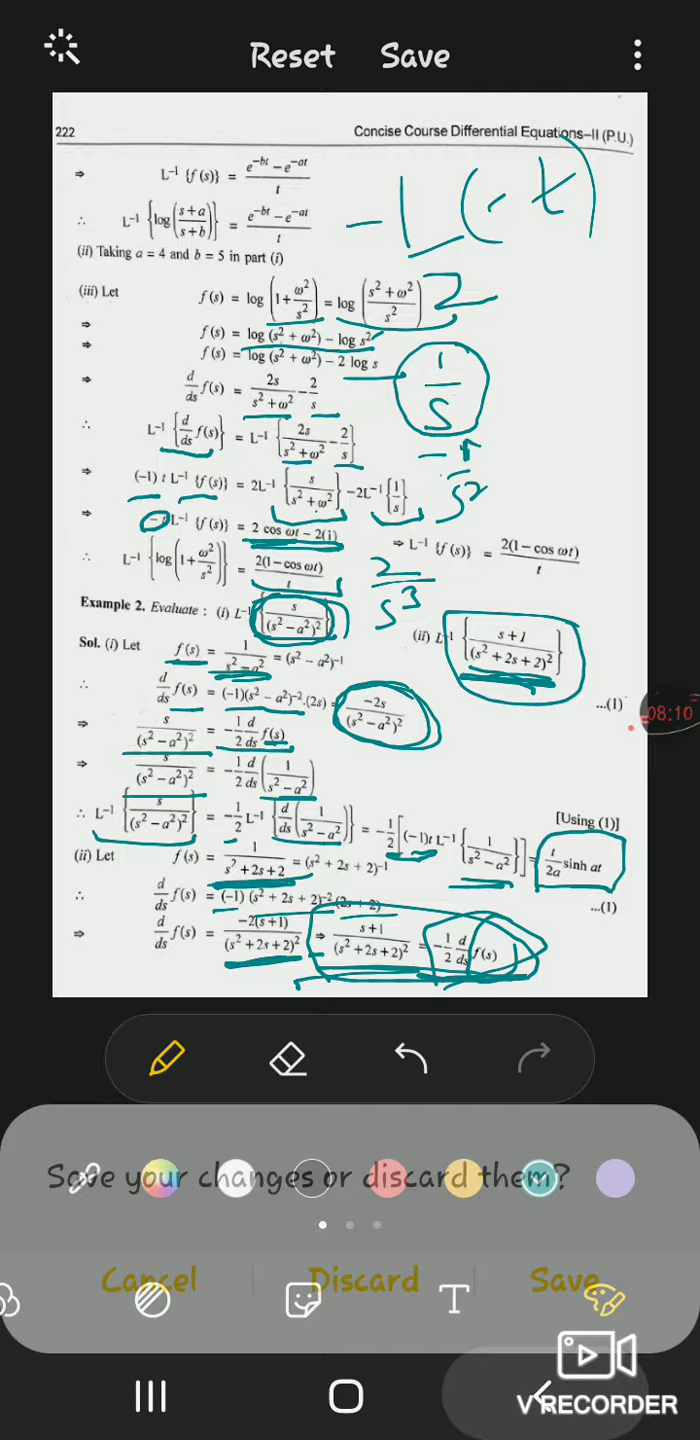 Reset Save
222 Concise Course Differential Equations–II (P.U.)
⇒ L⁻¹ {f (s)} = (e^−bt − e^−at)/t
∴ L⁻¹ {log((s + a)/(s + b))} = (e^−bt − e^−at)/t
(ii) Taking a = 4 and b = 5 in part (i)
− L (− t)
(iii) Let f (s) = log (1 + ω²/s²) = log ((s² + ω²)/s²) 2
⇒ f (s) = log (s² + ω²) − log s²
⇒ f (s) = log (s² + ω²) − 2 log s
1/s
⇒ d/ds f(s) = 2s/(s² + ω²) − 2/s
∴ L⁻¹ {d/ds f(s)} = L⁻¹ {2s/(s² + ω²) − 2/s}
⇒ (−1) t L⁻¹ {f (s)} = 2L⁻¹ {s/(s² + ω²)} − 2L⁻¹ {1/s}
⇒ −t L⁻¹ {f (s)} = 2 cos ωt − 2(i) ⇒ L⁻¹ {f (s)} = 2(1 − cos ωt)/t
∴ L⁻¹ {log(1 + ω²/s²)} = 2(1 − cos ωt)/t
2/s³
Example 2. Evaluate : (i) L⁻¹ {s/(s² − a²)²} (ii) L⁻¹ {(s + 1)/(s² + 2s + 2)²}
Sol. (i) Let f (s) = 1/(s² − a²) = (s² − a²)⁻¹
∴ d/ds f(s) = (−1)(s² − a²)⁻².(2s) = −2s/(s² − a²)² ...(1)
⇒ s/(s² − a²)² = −1/2 d/ds f(s)
⇒ s/(s² − a²)² = −1/2 d/ds (1/(s² − a²))
∴ L⁻¹ {s/(s² − a²)²} = −1/2 L⁻¹ {d/ds (1/(s² − a²))} = −1/2 [(−1)t L⁻¹ {1/(s² − a²)}] = t/2a sinh at [Using (1)]
(ii) Let f (s) = 1/(s² + 2s + 2) = (s² + 2s + 2)⁻¹
∴ d/ds f(s) = (−1) (s² + 2s + 2)⁻² (2s + 2) ...(1)
⇒ d/ds f(s) = −2(s + 1)/(s² + 2s + 2)² ⇒ (s + 1)/(s² + 2s + 2)² = −1/2 d/ds f(s)
08:10
Save your changes or discard them?
Cancel Discard Save
T
V RECORDER